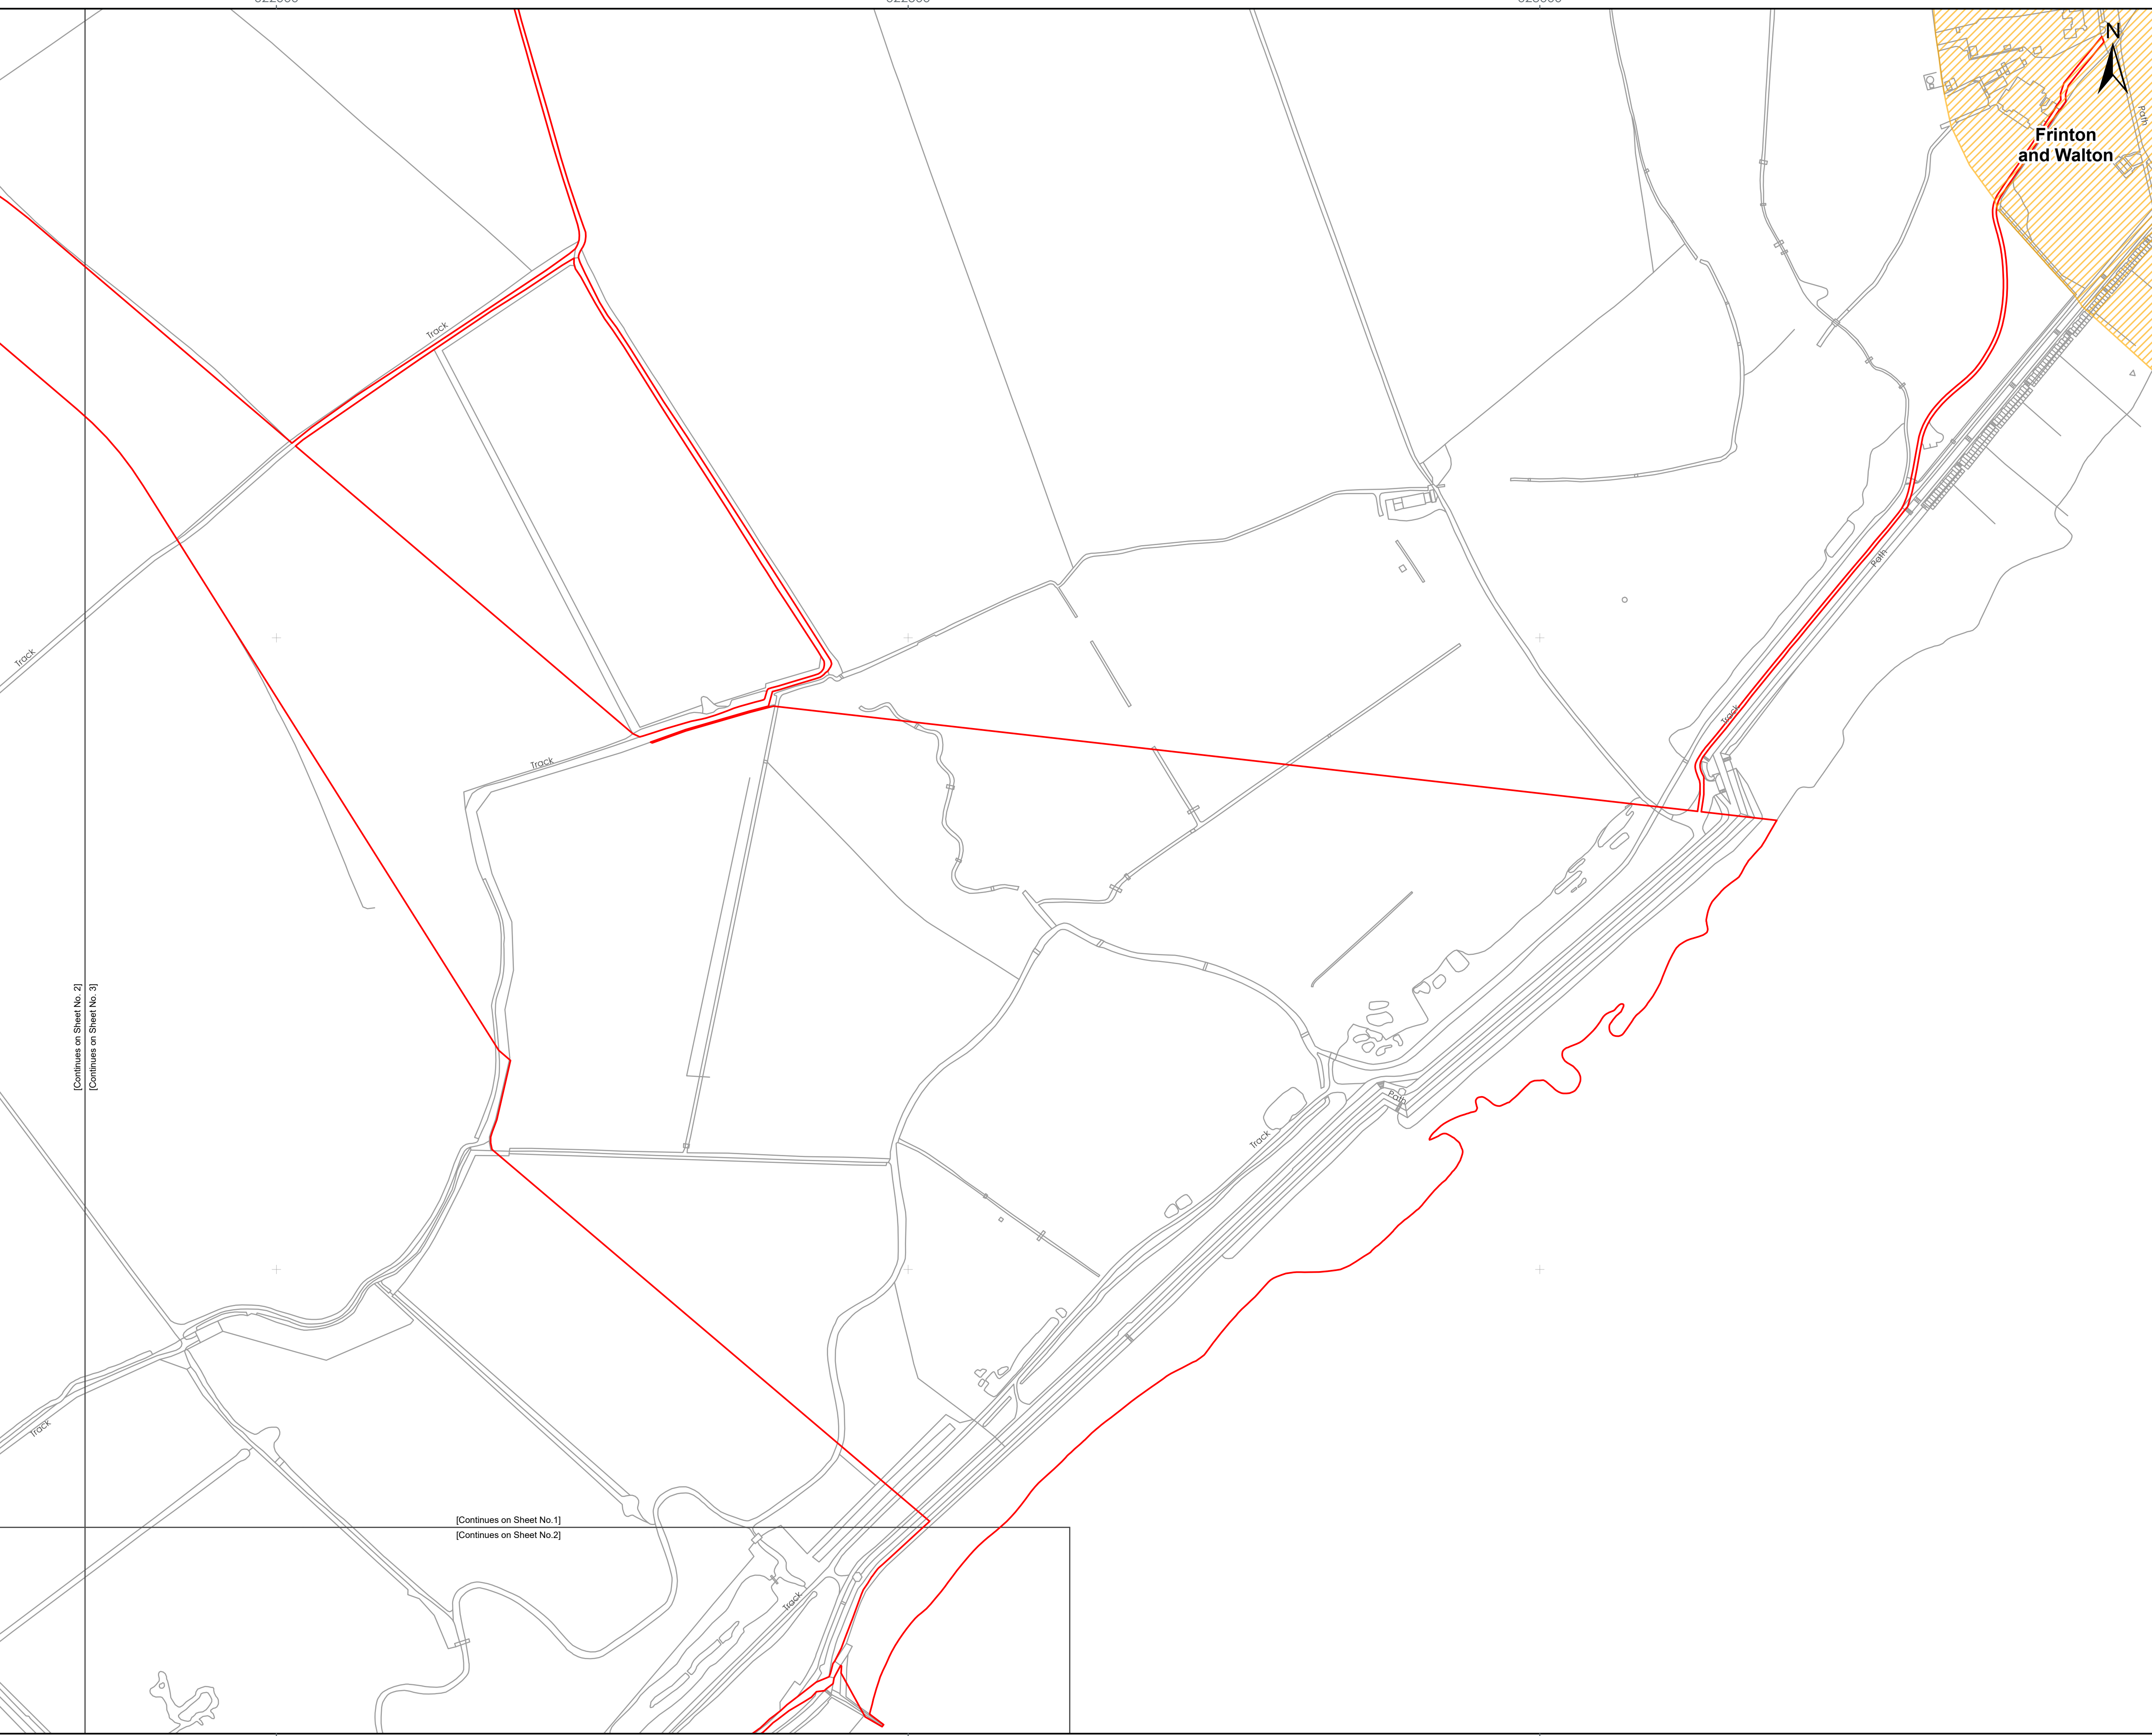 N
Path
Frinton
and Walton
Track
Track
Path
Track
Track
[Continues on Sheet No. 2]
[Continues on Sheet No. 3]
Path
Track
Track
[Continues on Sheet No.1]
[Continues on Sheet No.2]
Track